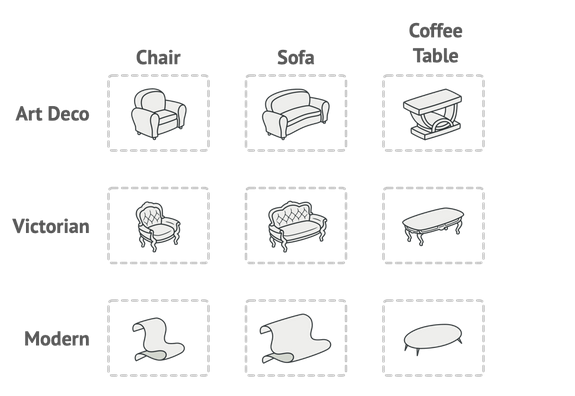 Chair
Sofa
Coffee
Table
Art Deco
Victorian
Modern